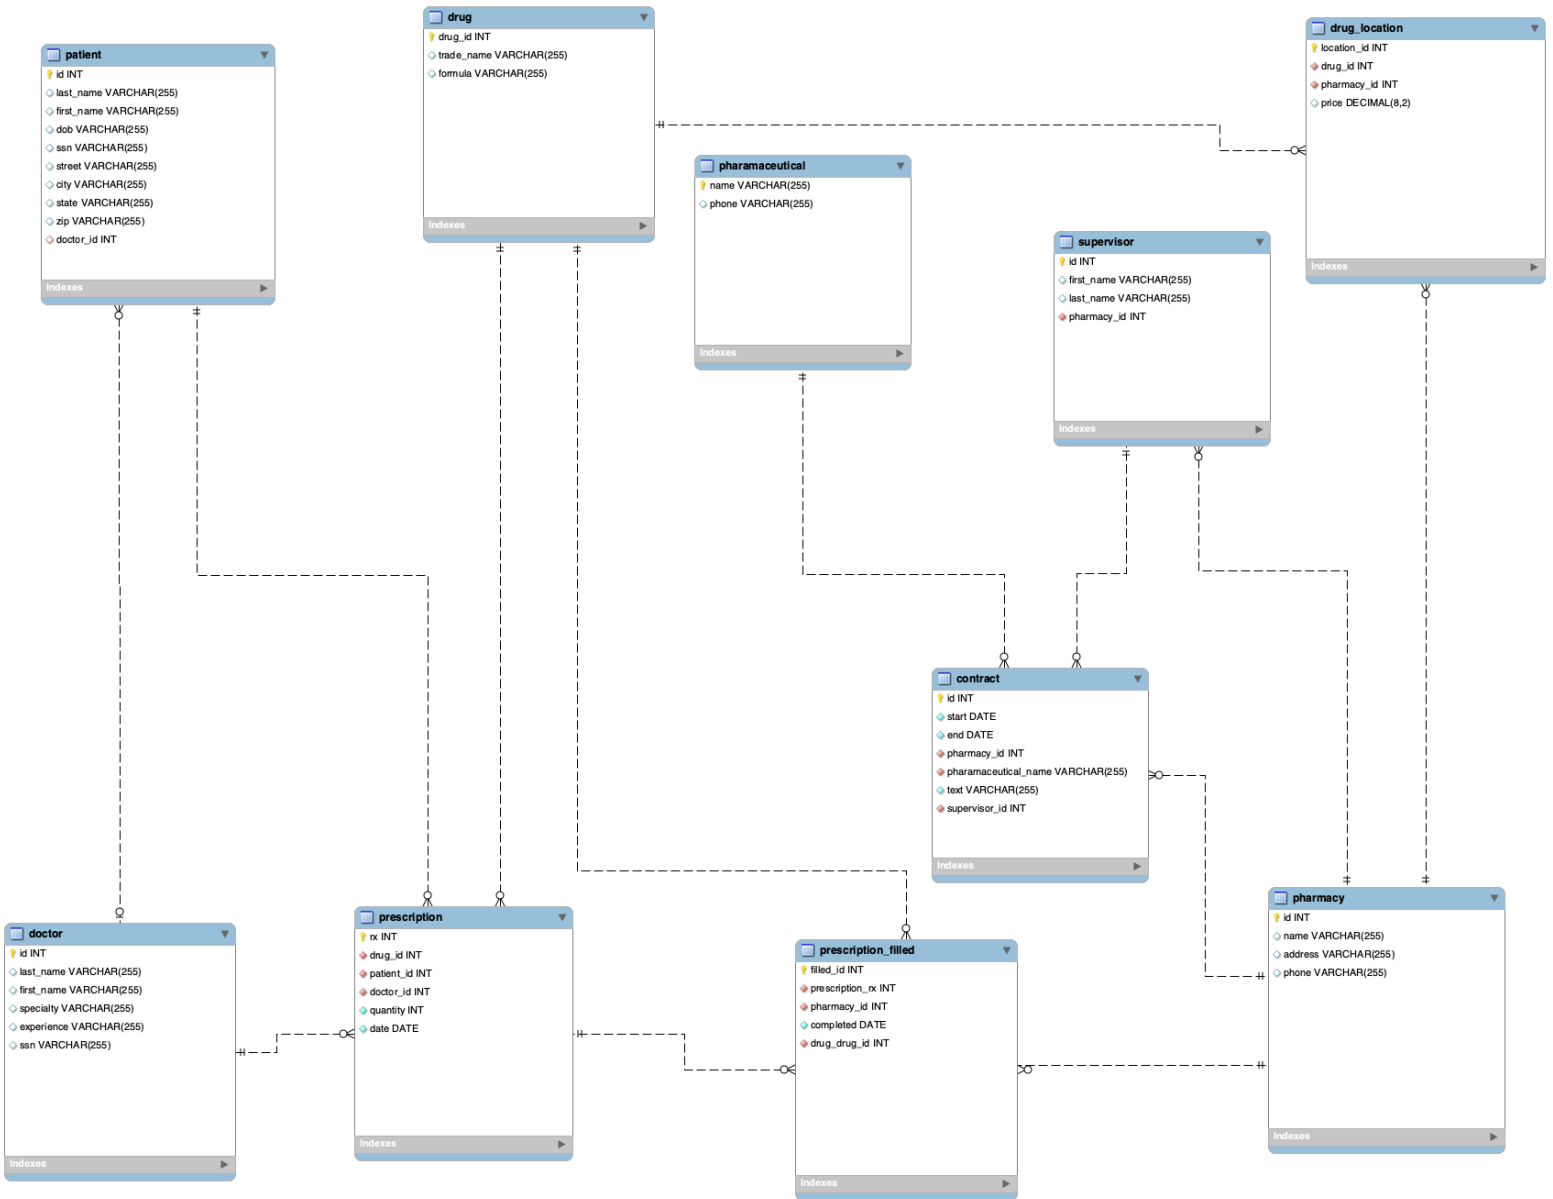 patient
id INT
last_name VARCHAR(255)
first_name VARCHAR(255)
dob VARCHAR(255)
ssn VARCHAR(255)
street VARCHAR(255)
city VARCHAR(255)
state VARCHAR(255)
zip VARCHAR(255)
doctor_id INT
Indexes
drug
drug_id INT
trade_name VARCHAR(255)
formula VARCHAR(255)
Indexes
pharamaceutical
name VARCHAR(255)
phone VARCHAR(255)
Indexes
supervisor
id INT
first_name VARCHAR(255)
last_name VARCHAR(255)
pharmacy_id INT
Indexes
drug_location
location_id INT
drug_id INT
pharmacy_id INT
price DECIMAL(8,2)
Indexes
contract
id INT
start DATE
end DATE
pharmacy_id INT
pharamaceutical_name VARCHAR(255)
text VARCHAR(255)
supervisor_id INT
Indexes
doctor
id INT
last_name VARCHAR(255)
first_name VARCHAR(255)
specialty VARCHAR(255)
experience VARCHAR(255)
ssn VARCHAR(255)
Indexes
prescription
rx INT
drug_id INT
patient_id INT
doctor_id INT
quantity INT
date DATE
Indexes
prescription_filled
filled_id INT
prescription_rx INT
pharmacy_id INT
completed DATE
drug_drug_id INT
Indexes
pharmacy
id INT
name VARCHAR(255)
address VARCHAR(255)
phone VARCHAR(255)
Indexes